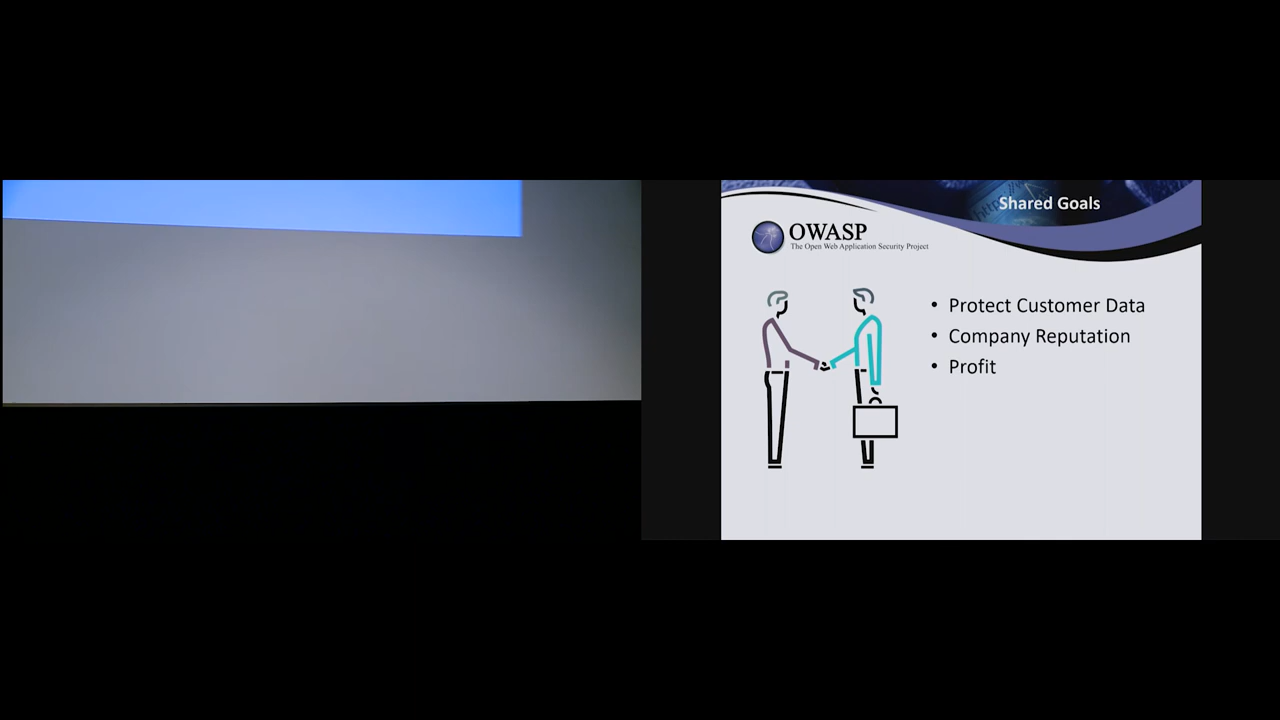 Shared Goals
OWASP
The Open Web Application Security Project
• Protect Customer Data
• Company Reputation
• Profit